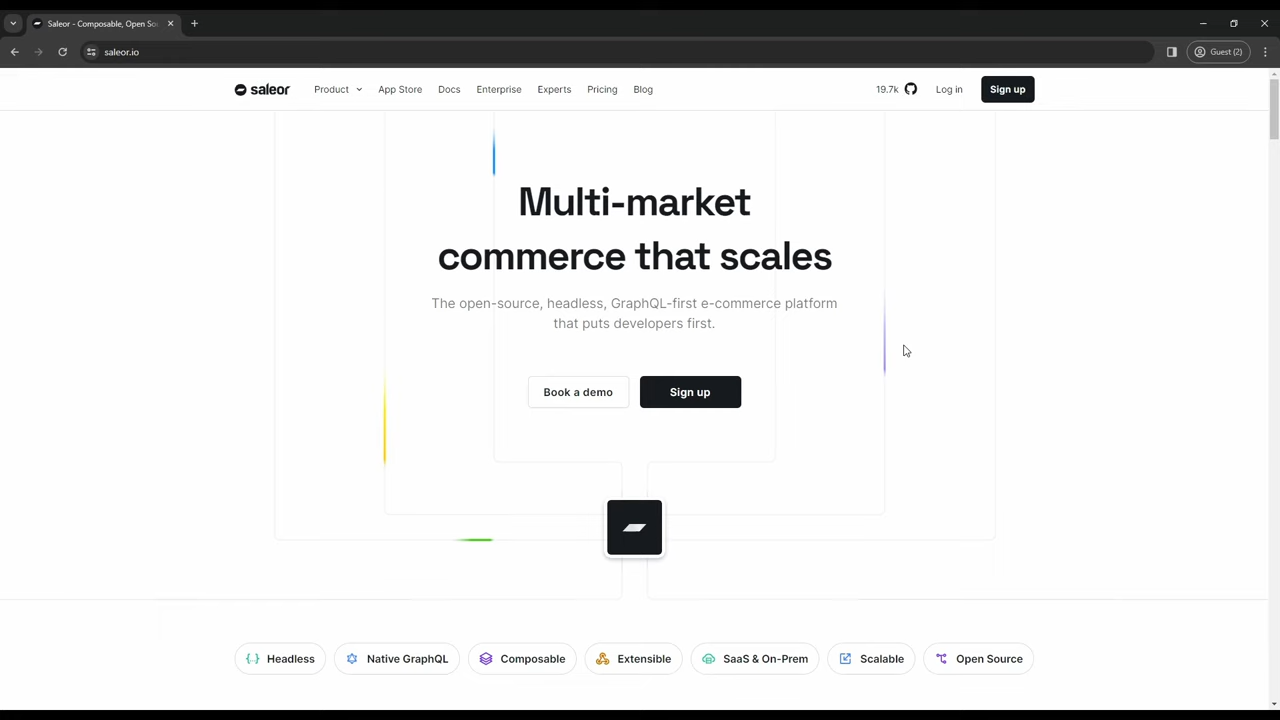 Saleor - Composable, Open So
saleor.io
Guest (2)
saleor
Product
App Store
Docs
Enterprise
Experts
Pricing
Blog
19.7k
Log in
Sign up
Multi-market
commerce that scales
The open-source, headless, GraphQL-first e-commerce platform
that puts developers first.
Book a demo
Sign up
Headless
Native GraphQL
Composable
Extensible
SaaS & On-Prem
Scalable
Open Source